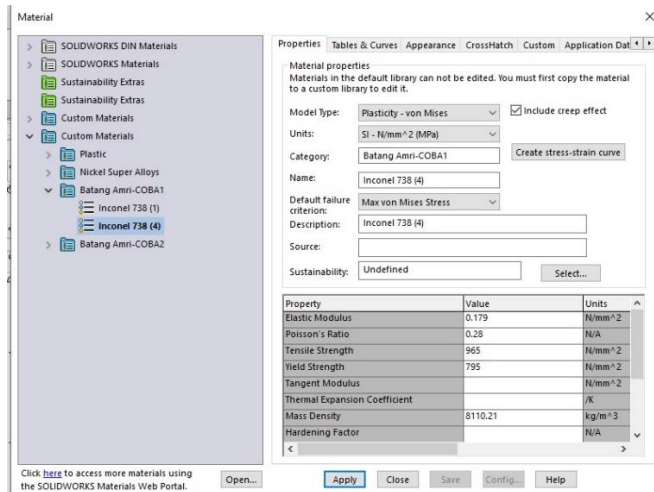 Material
SOLIDWORKS DIN Materials
SOLIDWORKS Materials
Sustainability Extras
Sustainability Extras
Custom Materials
Custom Materials
Plastic
Nickel Super Alloys
Batang Amri-COBA1
Inconel 738 (1)
Inconel 738 (4)
Batang Amri-COBA2
Click here to access more materials using
the SOLIDWORKS Materials Web Portal.
Open...
Properties Tables & Curves Appearance CrossHatch Custom Application Dat
Material properties
Materials in the default library can not be edited. You must first copy the material
to a custom library to edit it.
Model Type: Plasticity - von Mises Include creep effect
Units: SI - N/mm^2 (MPa)
Category: Batang Amri-COBA1 Create stress-strain curve
Name: Inconel 738 (4)
Default failure
criterion: Max von Mises Stress
Description: Inconel 738 (4)
Source:
Sustainability: Undefined Select...
Property Value Units
Elastic Modulus 0.179 N/mm^2
Poisson's Ratio 0.28 N/A
Tensile Strength 965 N/mm^2
Yield Strength 795 N/mm^2
Tangent Modulus N/mm^2
Thermal Expansion Coefficient /K
Mass Density 8110.21 kg/m^3
Hardening Factor N/A
Apply Close Save Config... Help